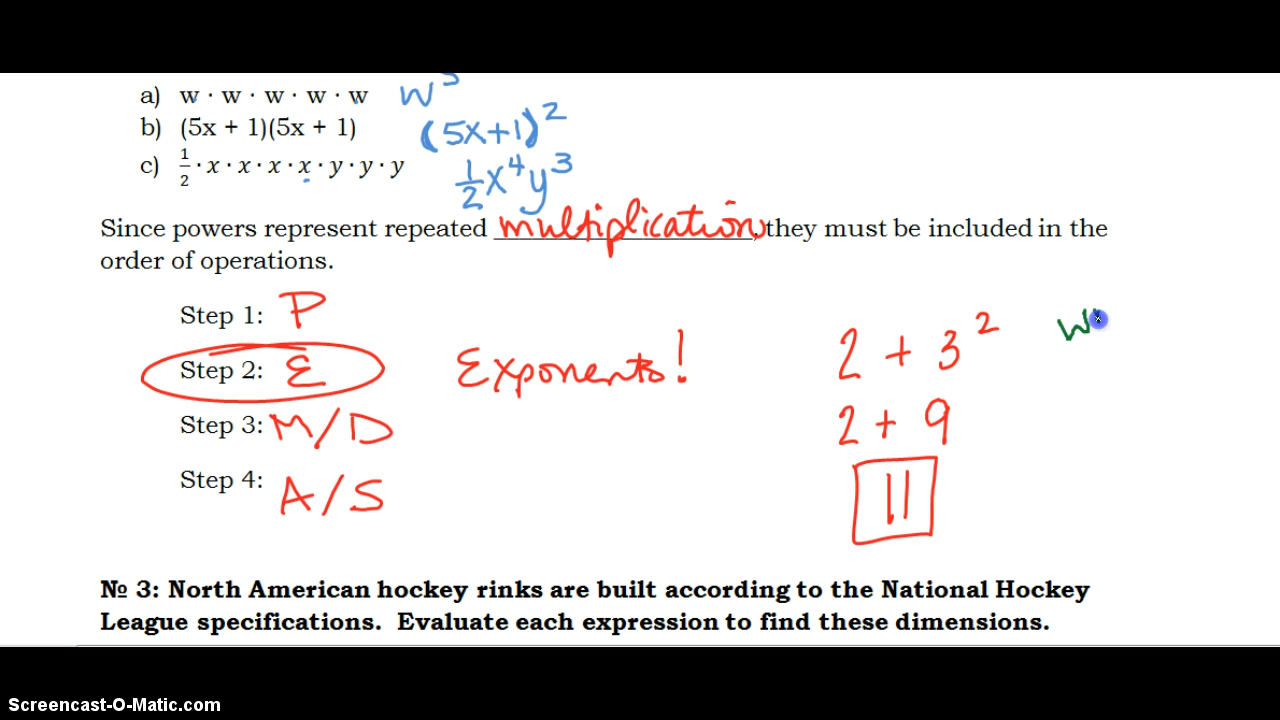 a) w · w · w · w · w w⁵
b) (5x + 1)(5x + 1) (5x+1)²
c) 1/2 · x · x · x · x · y · y · y 1/2 x⁴y³
Since powers represent repeated multiplication, they must be included in the
order of operations.
Step 1: P
Step 2: E Exponents!
Step 3: M/D
Step 4: A/S
2 + 3²
2 + 9
11
№ 3: North American hockey rinks are built according to the National Hockey
League specifications. Evaluate each expression to find these dimensions.
Screencast-O-Matic.com